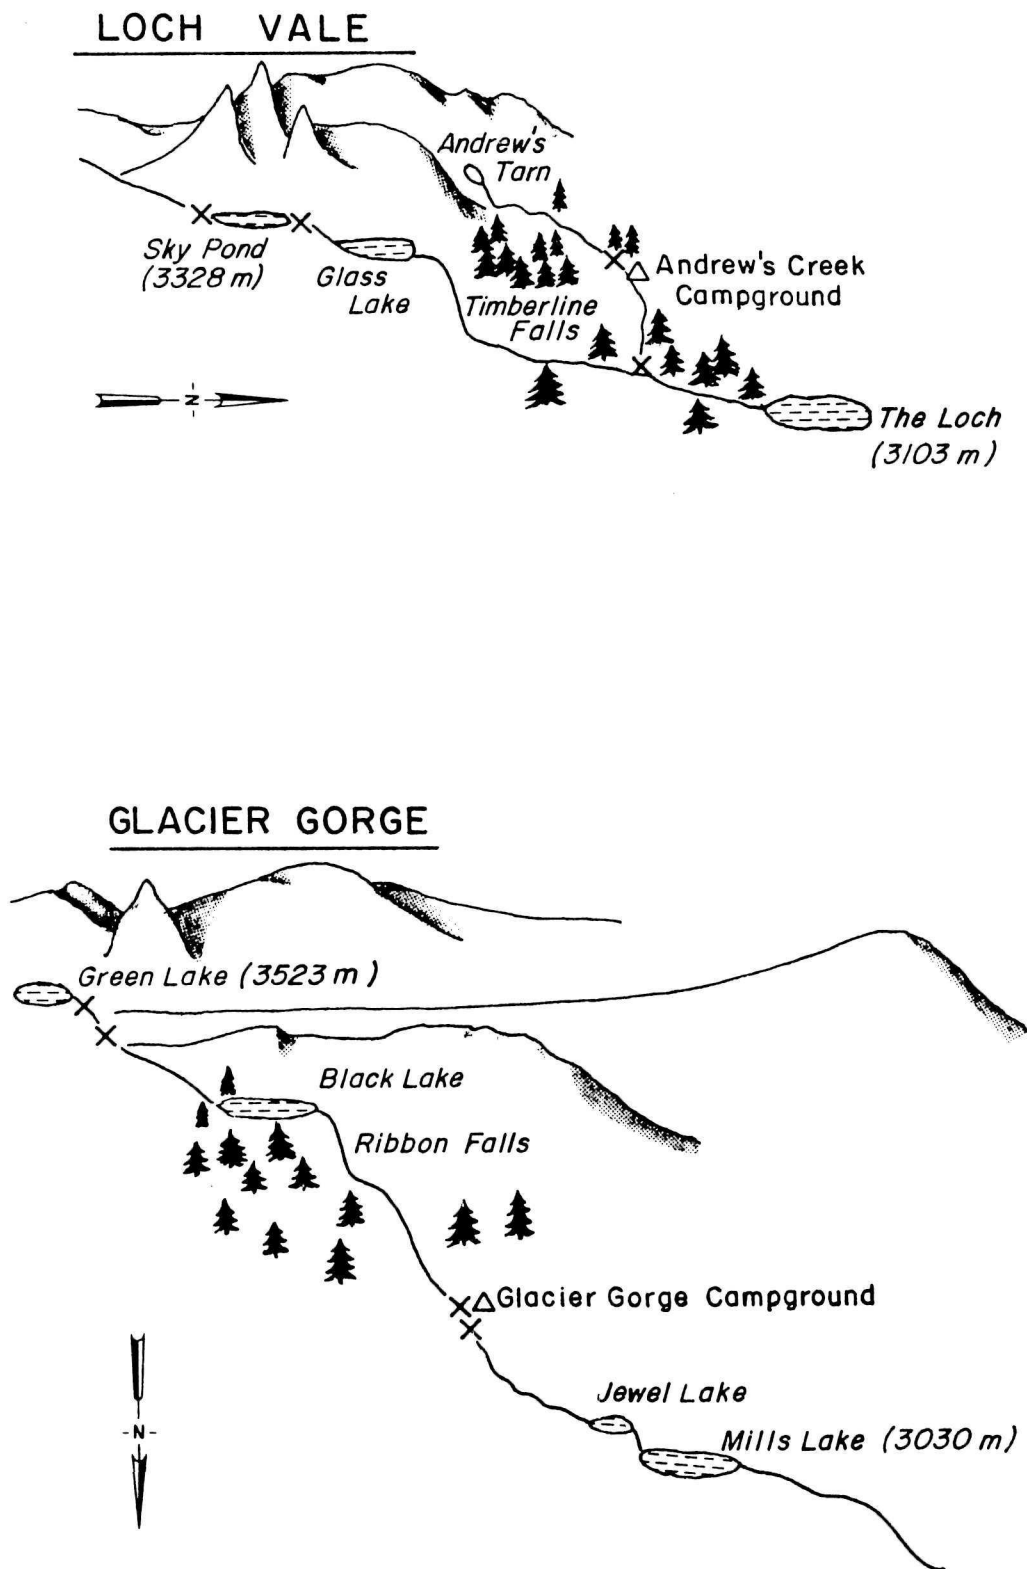 LOCH VALE
Andrew's
Tarn
Sky Pond
(3328 m)
Glass
Lake
Timberline
Falls
Andrew's Creek
Campground
N
The Loch
(3103 m)
GLACIER GORGE
Green Lake (3523 m)
Black Lake
Ribbon Falls
Glacier Gorge Campground
Jewel Lake
-N-
Mills Lake (3030 m)